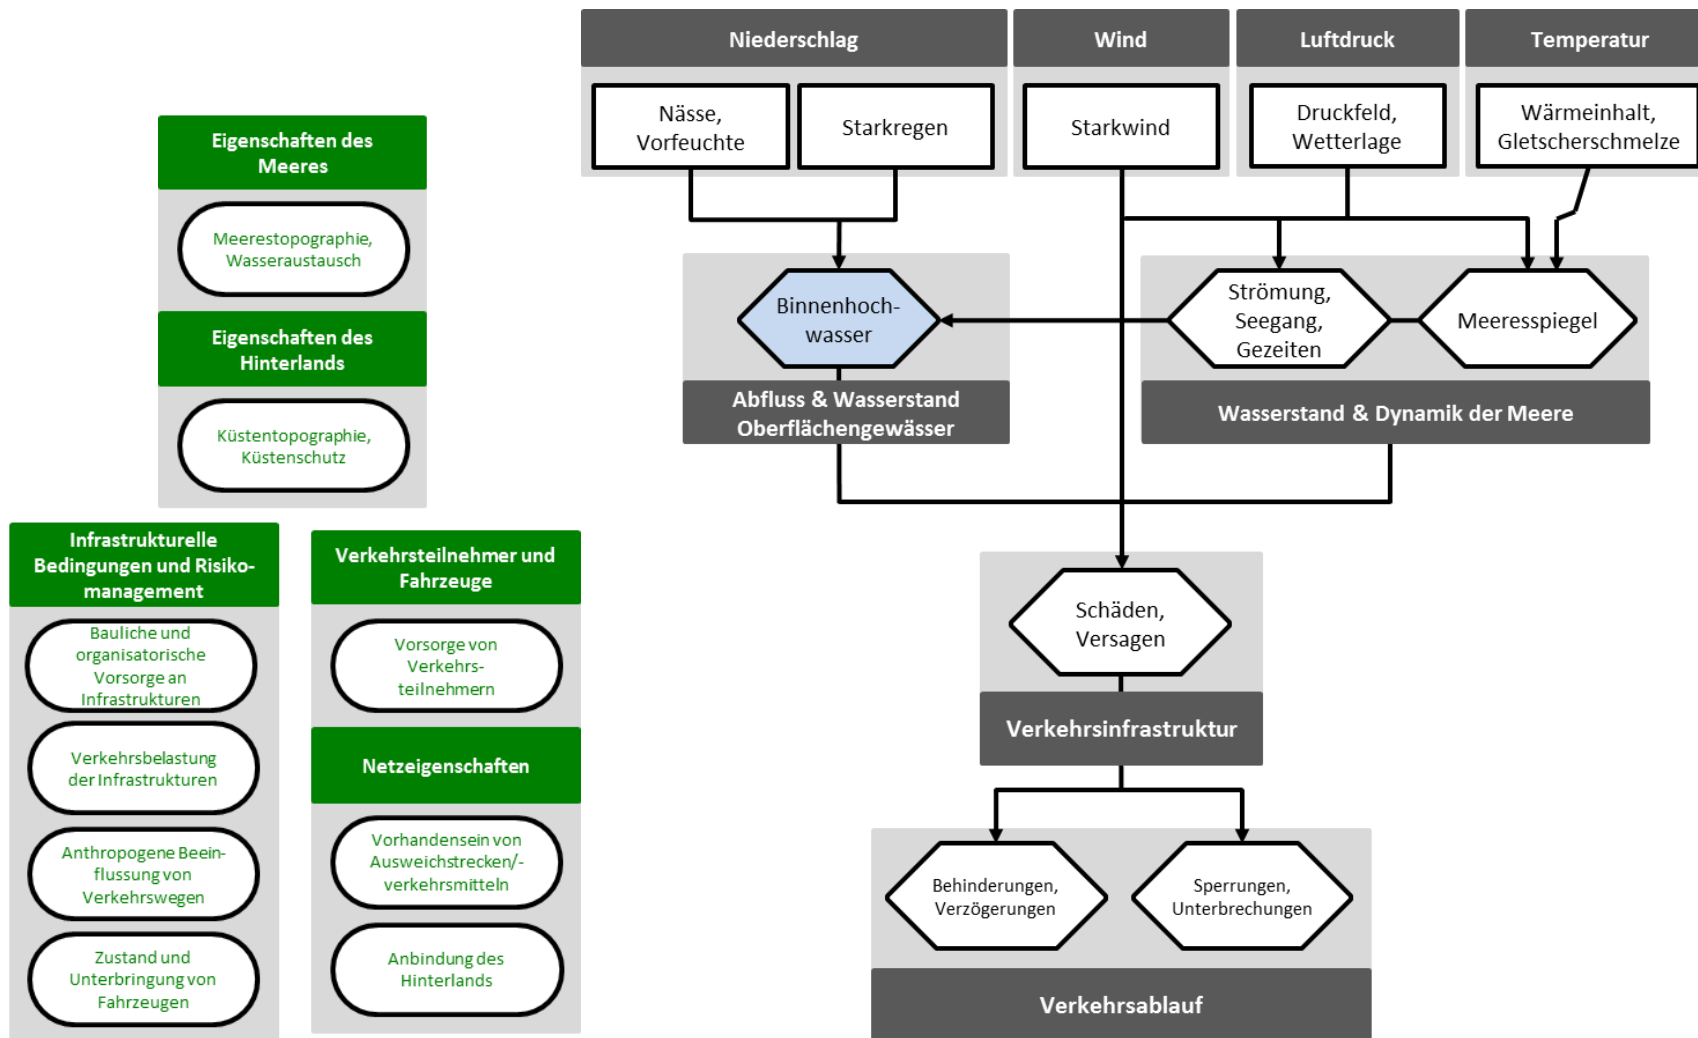 Niederschlag
Wind
Luftdruck
Temperatur
Nässe,
Vorfeuchte
Starkregen
Starkwind
Druckfeld,
Wetterlage
Wärmeinhalt,
Gletscherschmelze
Eigenschaften des
Meeres
Meerestopographie,
Wasseraustausch
Eigenschaften des
Hinterlands
Küstentopographie,
Küstenschutz
Binnenhoch-
wasser
Strömung,
Seegang,
Gezeiten
Meeresspiegel
Abfluss & Wasserstand
Oberflächengewässer
Wasserstand & Dynamik der Meere
Infrastrukturelle
Bedingungen und Risiko-
management
Bauliche und
organisatorische
Vorsorge an
Infrastrukturen
Verkehrsbelastung
der Infrastrukturen
Anthropogene Beein-
flussung von
Verkehrswegen
Zustand und
Unterbringung von
Fahrzeugen
Verkehrsteilnehmer und
Fahrzeuge
Vorsorge von
Verkehrs-
teilnehmern
Netzeigenschaften
Vorhandensein von
Ausweichstrecken/-
verkehrsmitteln
Anbindung des
Hinterlands
Schäden,
Versagen
Verkehrsinfrastruktur
Behinderungen,
Verzögerungen
Sperrungen,
Unterbrechungen
Verkehrsablauf